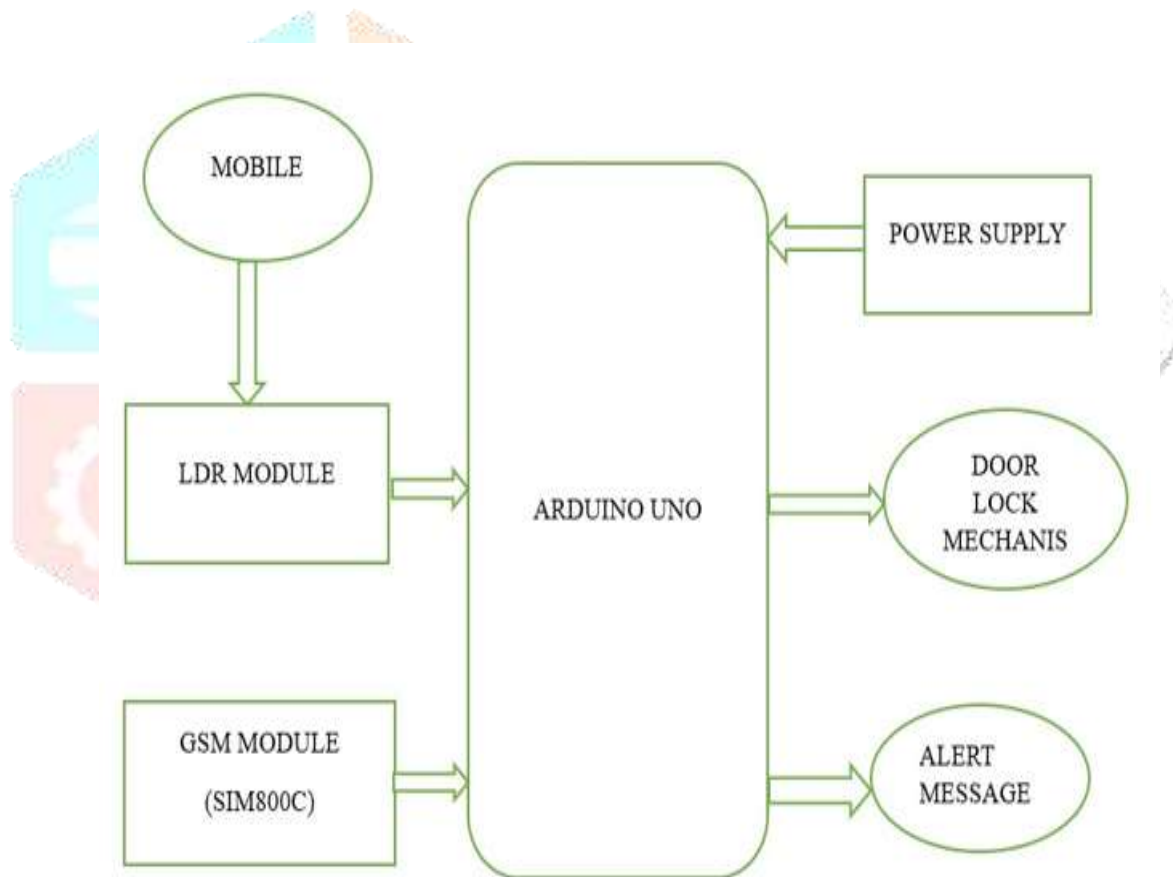 MOBILE
POWER SUPPLY
LDR MODULE
ARDUINO UNO
DOOR
LOCK
MECHANIS
GSM MODULE
(SIM800C)
ALERT
MESSAGE